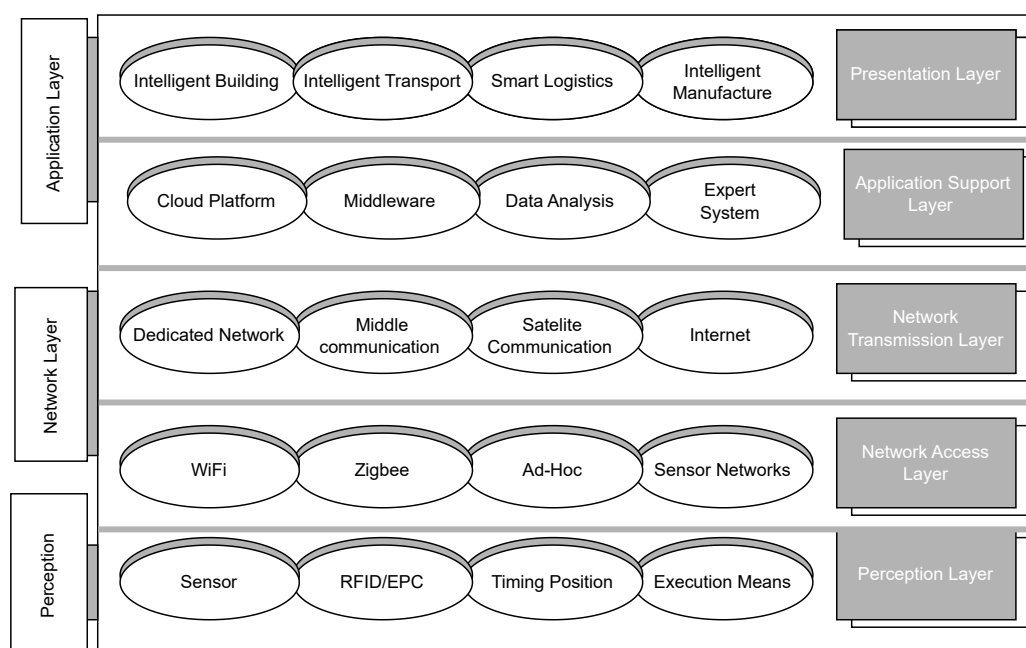 Application Layer
Intelligent Building
Intelligent Transport
Smart Logistics
Intelligent
Manufacture
Presentation Layer
Cloud Platform
Middleware
Data Analysis
Expert
System
Application Support
Layer
Network Layer
Dedicated Network
Middle
communication
Satelite
Communication
Internet
Network
Transmission Layer
WiFi
Zigbee
Ad-Hoc
Sensor Networks
Network Access
Layer
Perception
Sensor
RFID/EPC
Timing Position
Execution Means
Perception Layer